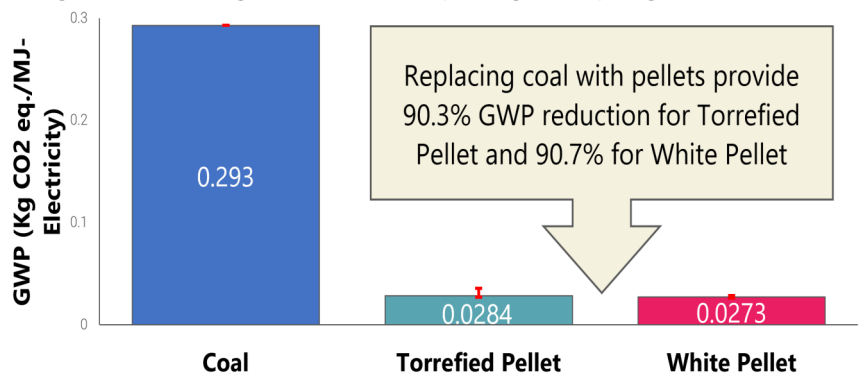 0.3
0.2
0.1
0
GWP (Kg CO2 eq./MJ-
Electricity)
Replacing coal with pellets provide
90.3% GWP reduction for Torrefied
Pellet and 90.7% for White Pellet
0.293
0.0284
0.0273
Coal
Torrefied Pellet
White Pellet